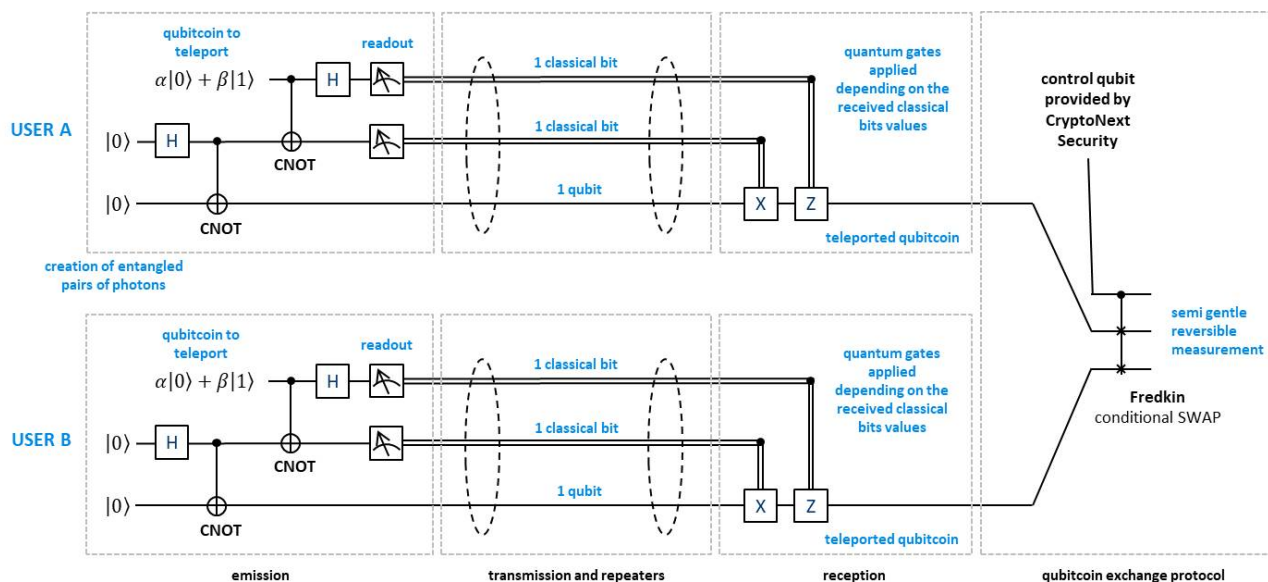 qubitcoin to
teleport
readout
α|0⟩ + β|1⟩
H
1 classical bit
quantum gates
applied
depending on the
received classical
bits values
USER A
|0⟩
H
CNOT
1 classical bit
|0⟩
CNOT
1 qubit
X
Z
teleported qubitcoin
creation of entangled
pairs of photons
control qubit
provided by
CryptoNext
Security
semi gentle
reversible
measurement
Fredkin
conditional SWAP
qubitcoin to
teleport
readout
α|0⟩ + β|1⟩
H
1 classical bit
quantum gates
applied
depending on the
received classical
bits values
USER B
|0⟩
H
CNOT
1 classical bit
|0⟩
CNOT
1 qubit
X
Z
teleported qubitcoin
emission
transmission and repeaters
reception
qubitcoin exchange protocol